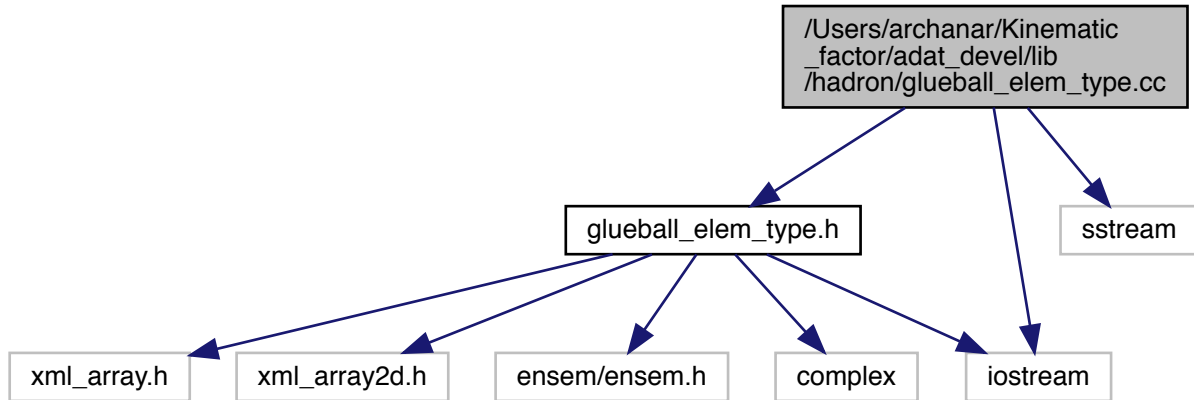 /Users/archanar/Kinematic
_factor/adat_devel/lib
/hadron/glueball_elem_type.cc
glueball_elem_type.h
sstream
xml_array.h
xml_array2d.h
ensem/ensem.h
complex
iostream